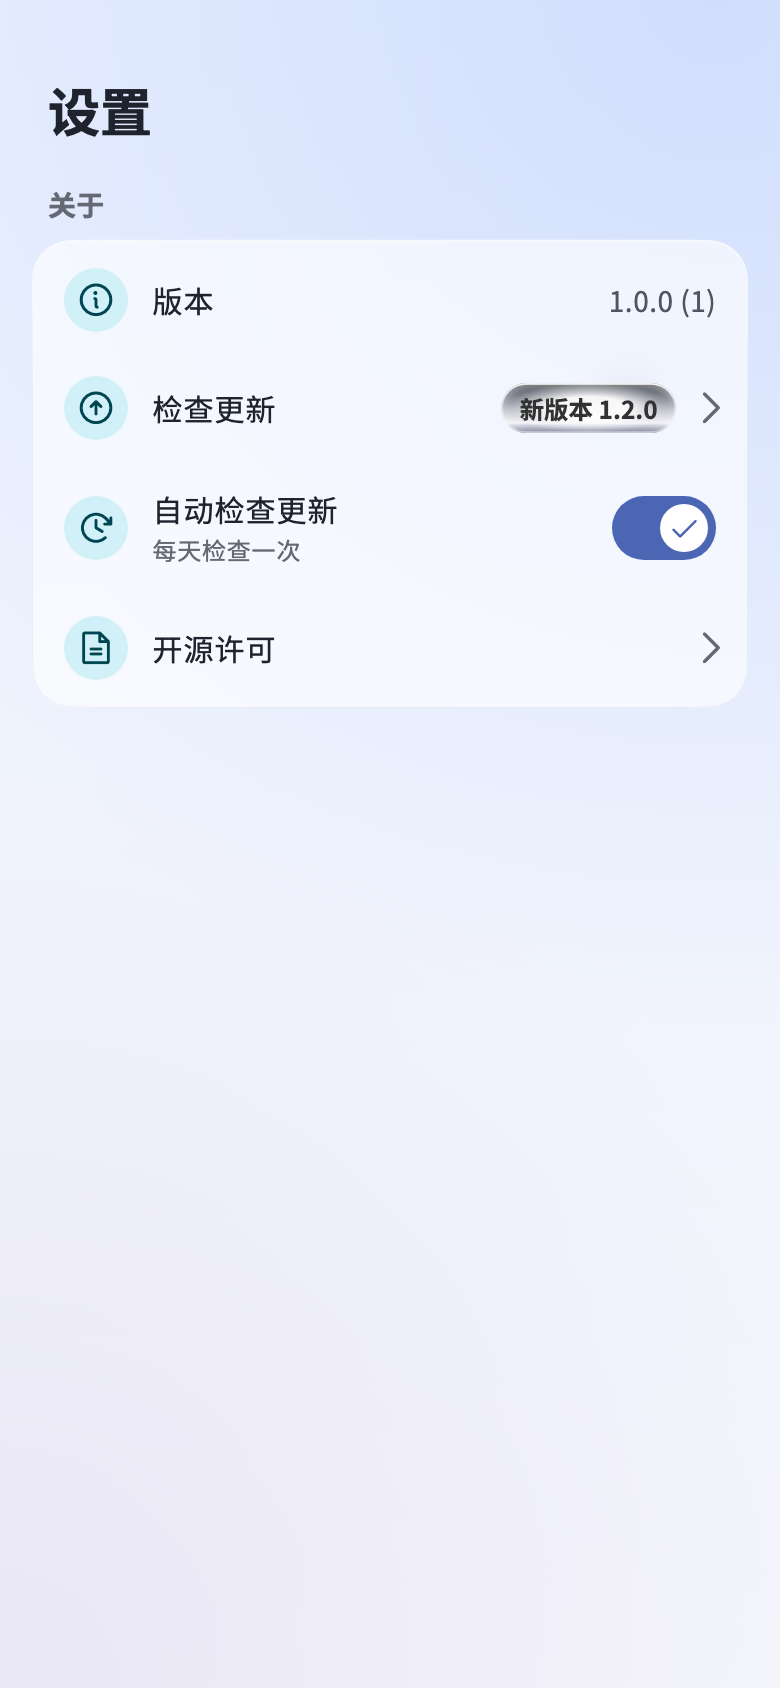 设置
关于
版本 1.0.0 (1)
检查更新 新版本 1.2.0
自动检查更新
每天检查一次
开源许可